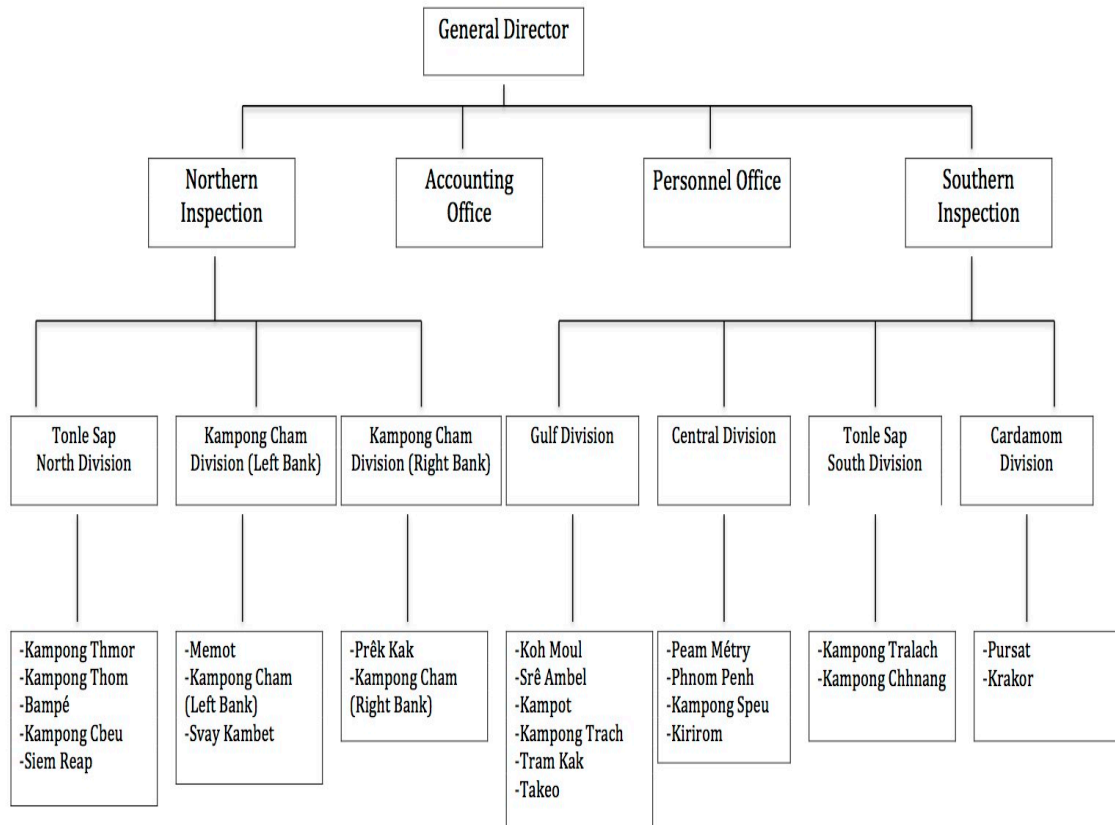 General Director
Northern
Inspection
Accounting
Office
Personnel Office
Southern
Inspection
Tonle Sap
North Division
Kampong Cham
Division (Left Bank)
Kampong Cham
Division (Right Bank)
Gulf Division
Central Division
Tonle Sap
South Division
Cardamom
Division
-Kampong Thmor
-Kampong Thom
-Bampé
-Kampong Cbeu
-Siem Reap
-Memot
-Kampong Cham
(Left Bank)
-Svay Kambet
-Prêk Kak
-Kampong Cham
(Right Bank)
-Koh Moul
-Srê Ambel
-Kampot
-Kampong Trach
-Tram Kak
-Takeo
-Peam Métry
-Phnom Penh
-Kampong Speu
-Kirirom
-Kampong Tralach
-Kampong Chhnang
-Pursat
-Krakor